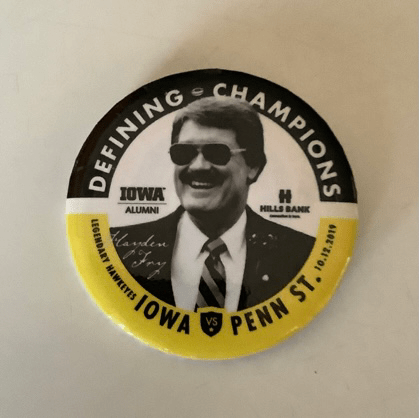 DEFINING CHAMPIONS
IOWA
ALUMNI
HILLS BANK
Hayden
Fry
LEGENDARY HAWKEYES
IOWA VS PENN ST.
10.12.2019